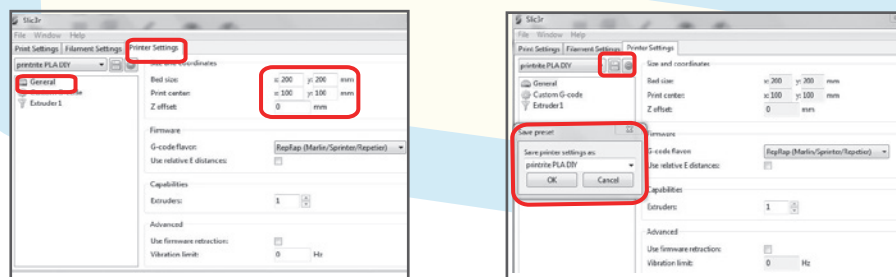 Slic3r
File Window Help
Print Settings Filament Settings Printer Settings
printrite PLA DIY
General
Custom G-code
Extruder 1
Size and coordinates
Bed size: x: 200 y: 200 mm
Print center: x: 100 y: 100 mm
Z offset: 0 mm
Firmware
G-code flavor: RepRap (Marlin/Sprinter/Repetier)
Use relative E distances:
Capabilities
Extruders: 1
Advanced
Use firmware retraction:
Vibration limit: 0 Hz
Slic3r
File Window Help
Print Settings Filament Settings Printer Settings
printrite PLA DIY
General
Custom G-code
Extruder 1
Size and coordinates
Bed size: x: 200 y: 200 mm
Print center: x: 100 y: 100 mm
Z offset: 0 mm
Save preset
Save printer settings as:
printrite PLA DIY
OK Cancel
Firmware
G-code flavor: RepRap (Marlin/Sprinter/Repetier)
Use relative E distances:
Capabilities
Extruders: 1
Advanced
Use firmware retraction:
Vibration limit: 0 Hz